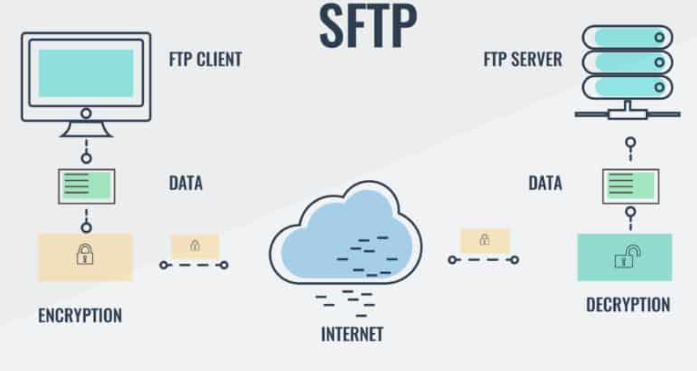 SFTP
FTP CLIENT
FTP SERVER
DATA
DATA
ENCRYPTION
INTERNET
DECRYPTION